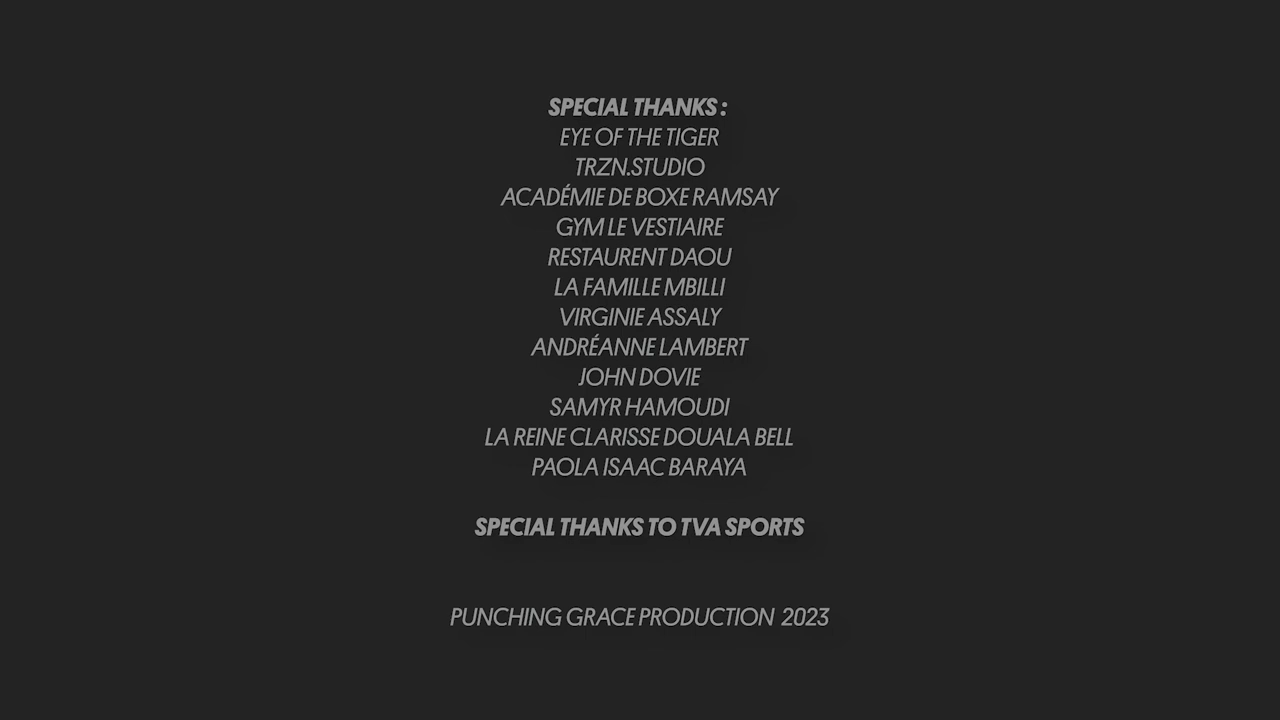 SPECIAL THANKS :
EYE OF THE TIGER
TRZN.STUDIO
ACADÉMIE DE BOXE RAMSAY
GYM LE VESTIAIRE
RESTAURENT DAOU
LA FAMILLE MBILLI
VIRGINIE ASSALY
ANDRÉANNE LAMBERT
JOHN DOVIE
SAMYR HAMOUDI
LA REINE CLARISSE DOUALA BELL
PAOLA ISAAC BARAYA
SPECIAL THANKS TO TVA SPORTS
PUNCHING GRACE PRODUCTION 2023